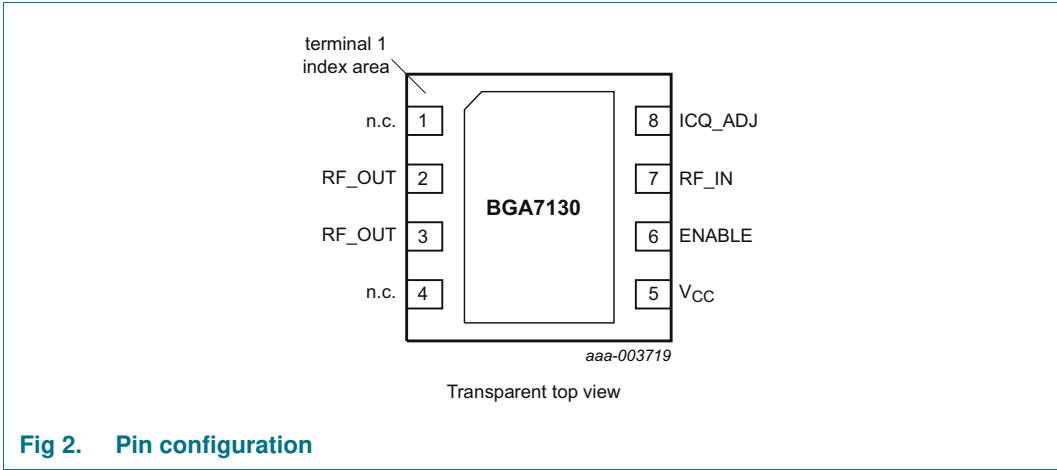 terminal 1
index area
n.c. 1
8 ICQ_ADJ
RF_OUT 2
7 RF_IN
BGA7130
RF_OUT 3
6 ENABLE
n.c. 4
5 VCC
aaa-003719
Transparent top view
Fig 2. Pin configuration